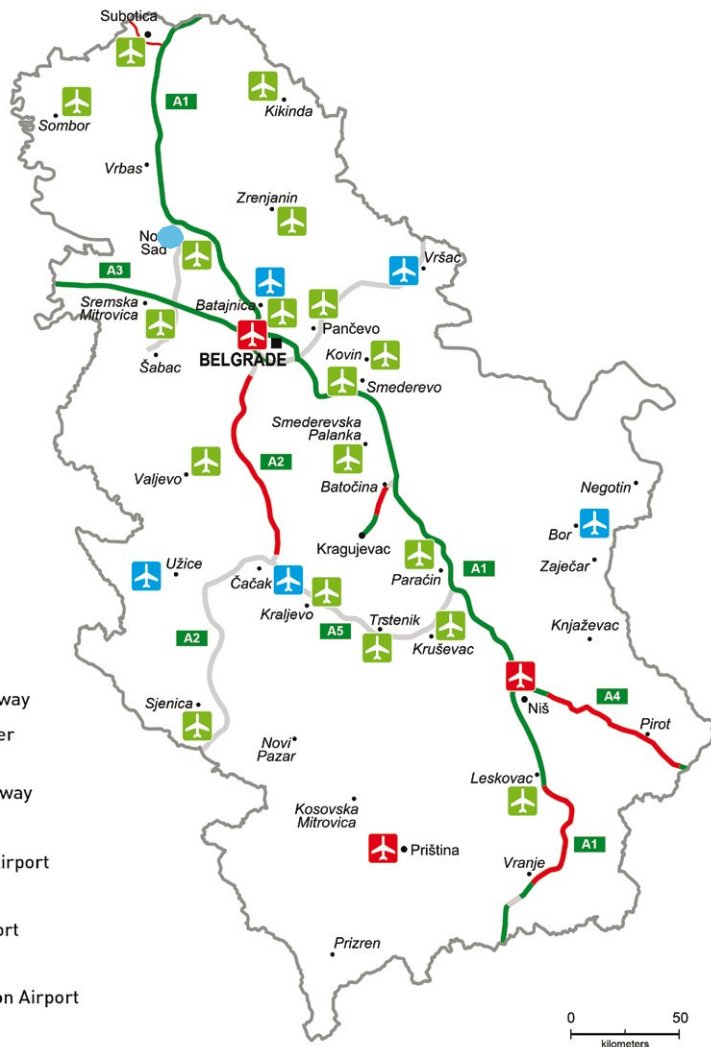 Subotica
A1
Kikinda
Sombor
Vrbas
Zrenjanin
No
Sad
Vršac
A3
Batajnica
Sremska
Mitrovica
Pančevo
BELGRADE
Kovin
Šabac
Smederevo
Smederevska
Palanka
A2
Valjevo
Batočina
Negotin
Bor
Kragujevac
Zaječar
A1
Užice
Čačak
Paraćin
Kraljevo
A5
Trstenik
A2
Kruševac
Knjaževac
way
Sjenica
Niš
A4
er
Pirot
Novi
Pazar
Leskovac
way
Kosovska
Mitrovica
A1
Airport
Priština
Vranje
ort
Prizren
on Airport
0 50
kilometers